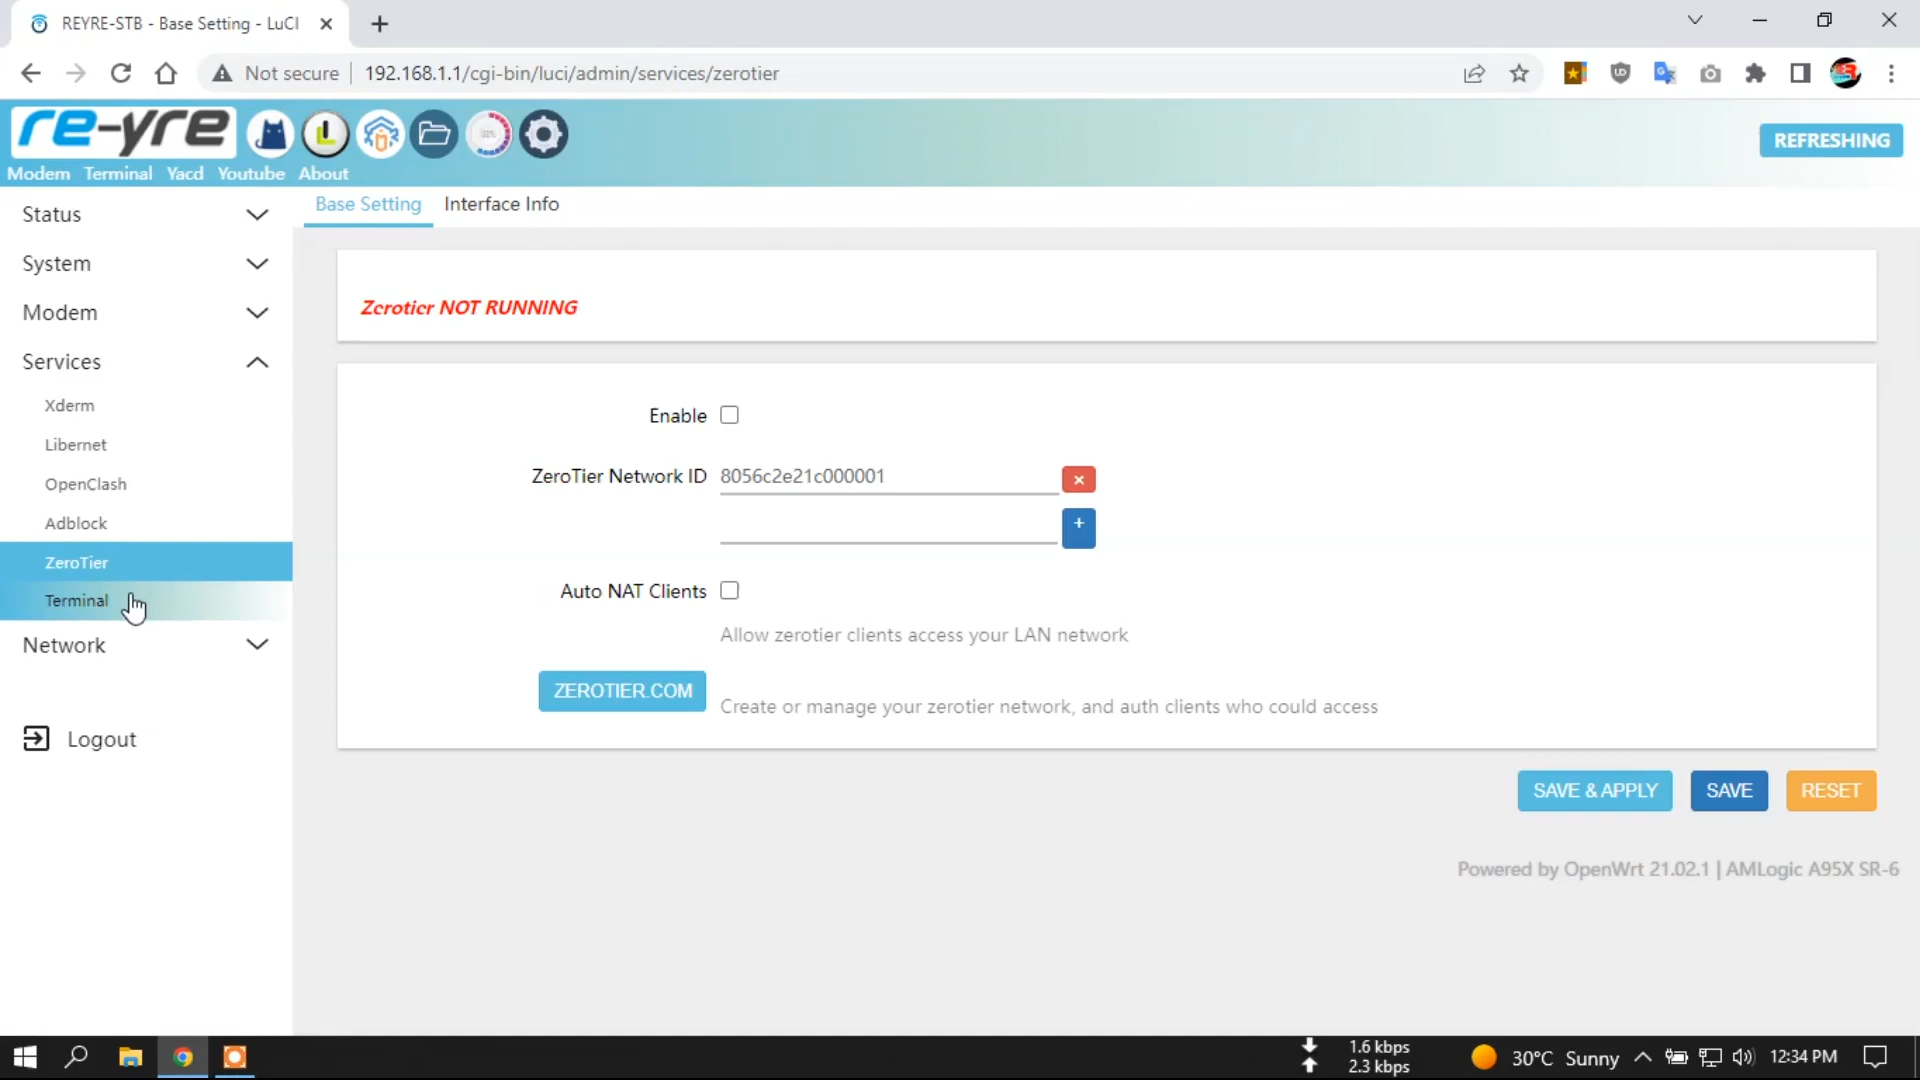 REYRE-STB - Base Setting - LuCI
Not secure
192.168.1.1/cgi-bin/luci/admin/services/zerotier
re-yre
REFRESHING
Modem Terminal Yacd Youtube About
Status
System
Modem
Services
Xderm
Libernet
OpenClash
Adblock
ZeroTier
Terminal
Network
Logout
Base Setting Interface Info
Zerotier NOT RUNNING
Enable
ZeroTier Network ID 8056c2e21c000001
Auto NAT Clients
Allow zerotier clients access your LAN network
ZEROTIER.COM
Create or manage your zerotier network, and auth clients who could access
SAVE & APPLY SAVE RESET
Powered by OpenWrt 21.02.1 | AMLogic A95X SR-6
1.6 kbps
2.3 kbps
30°C Sunny
12:34 PM